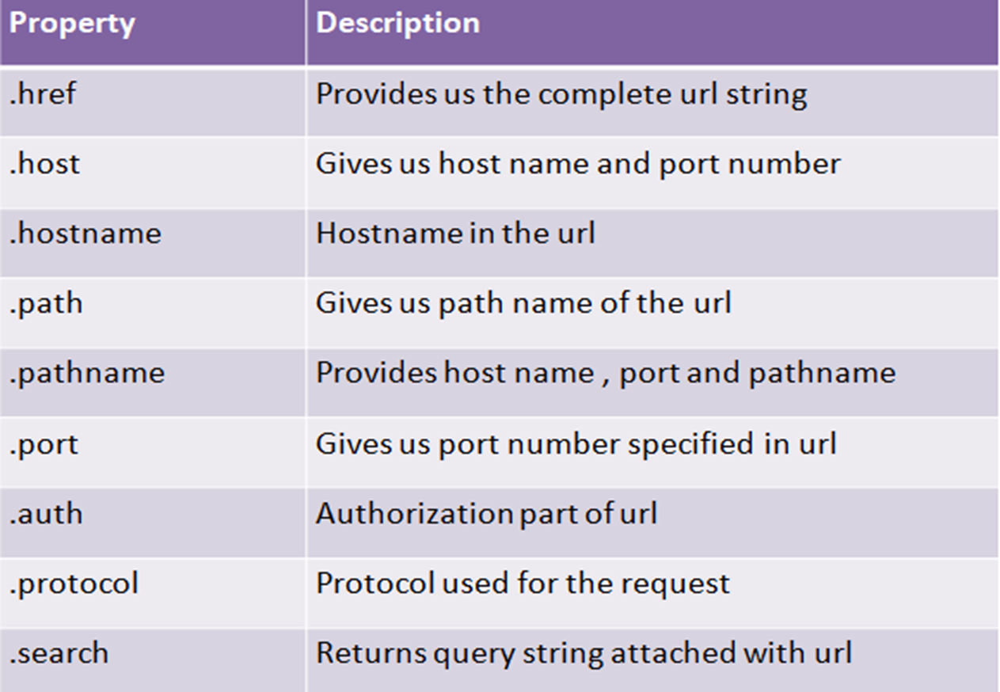 Property Description
.href Provides us the complete url string
.host Gives us host name and port number
.hostname Hostname in the url
.path Gives us path name of the url
.pathname Provides host name , port and pathname
.port Gives us port number specified in url
.auth Authorization part of url
.protocol Protocol used for the request
.search Returns query string attached with url